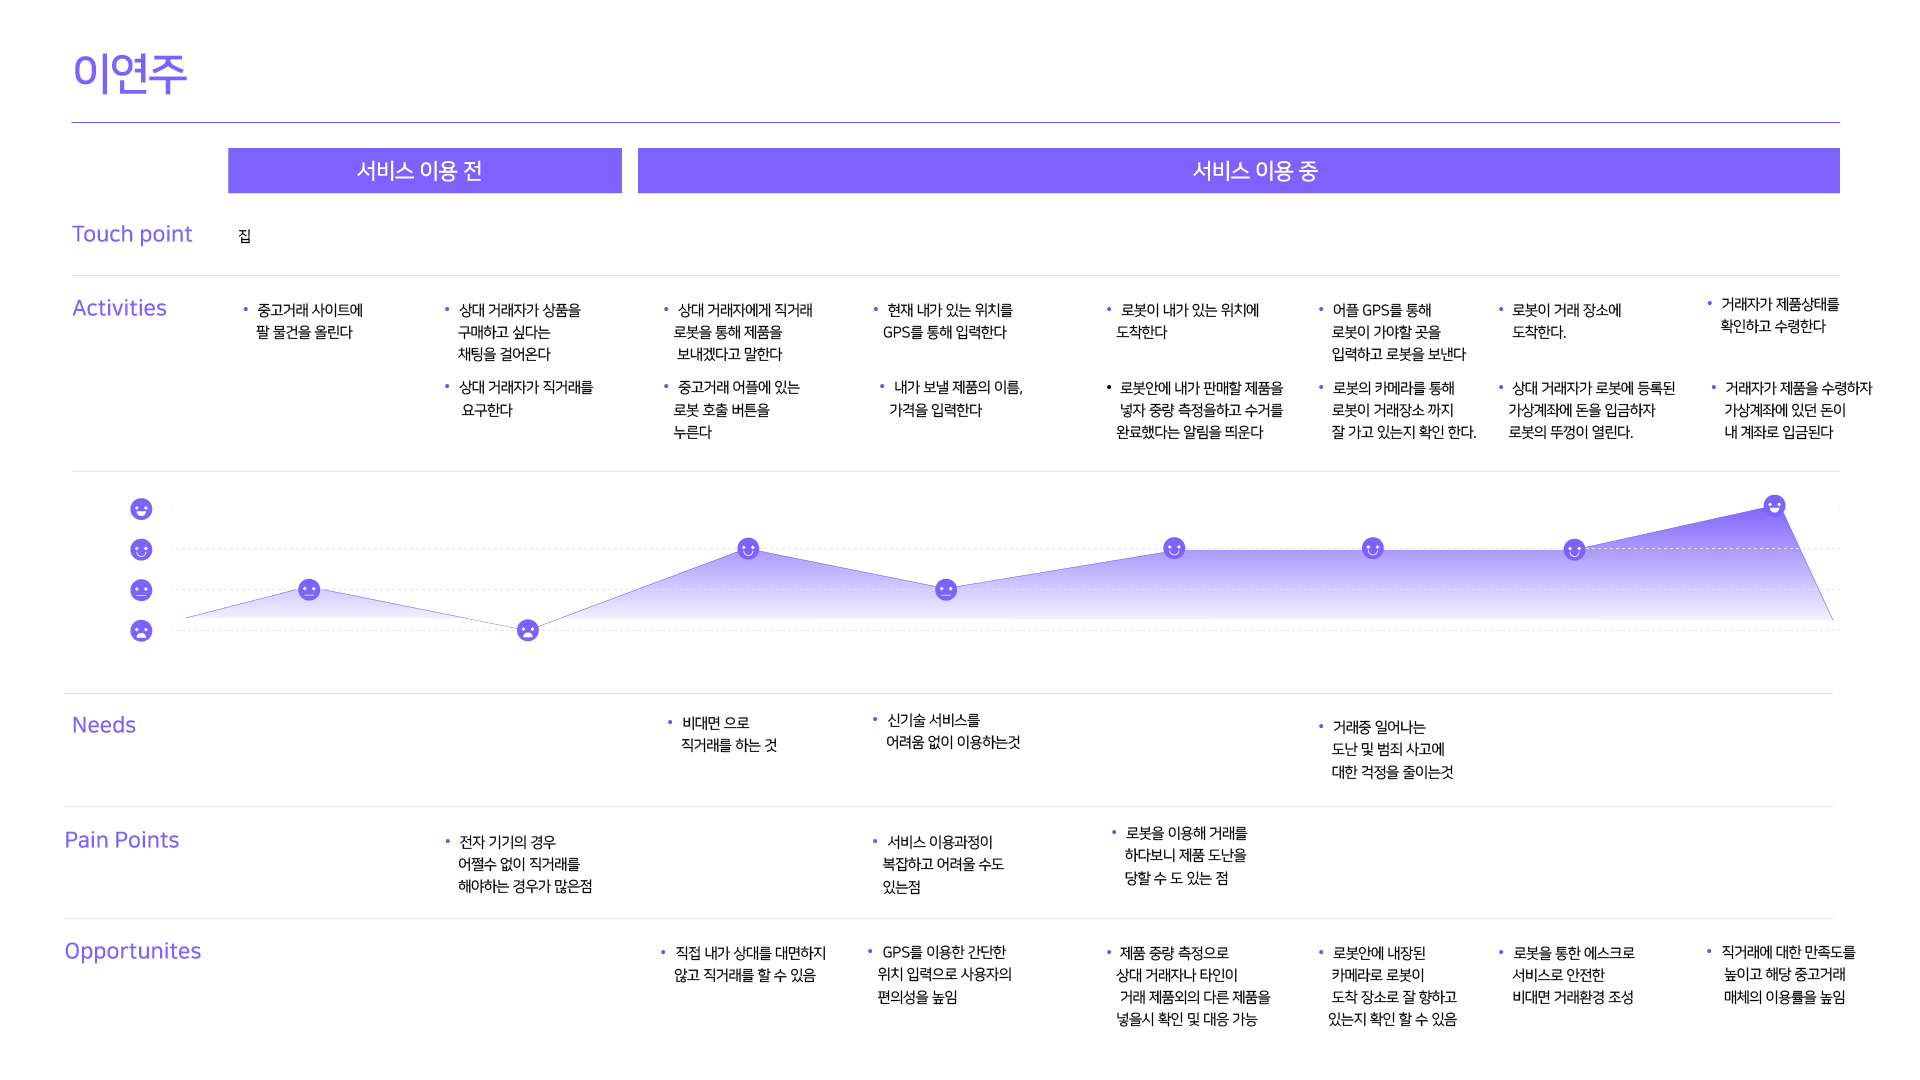 이연주
서비스 이용 전
서비스 이용 중
Touch point
집
Activities
• 중고거래 사이트에
팔 물건을 올린다
• 상대 거래자가 상품을
구매하고 싶다는
채팅을 걸어온다
• 상대 거래자가 직거래를
요구한다
• 상대 거래자에게 직거래
로봇을 통해 제품을
보내겠다고 말한다
• 중고거래 어플에 있는
로봇 호출 버튼을
누른다
• 현재 내가 있는 위치를
GPS를 통해 입력한다
• 내가 보낼 제품의 이름,
가격을 입력한다
• 로봇이 내가 있는 위치에
도착한다
• 로봇안에 내가 판매할 제품을
넣자 중량 측정을하고 수거를
완료했다는 알림을 띄운다
• 어플 GPS를 통해
로봇이 가야할 곳을
입력하고 로봇을 보낸다
• 로봇의 카메라를 통해
로봇이 거래장소 까지
잘 가고 있는지 확인 한다.
• 로봇이 거래 장소에
도착한다.
• 상대 거래자가 로봇에 등록된
가상계좌에 돈을 입금하자
로봇의 뚜껑이 열린다.
• 거래자가 제품상태를
확인하고 수령한다
• 거래자가 제품을 수령하자
가상계좌에 있던 돈이
내 계좌로 입금된다
Needs
• 비대면 으로
직거래를 하는 것
• 신기술 서비스를
어려움 없이 이용하는것
• 거래중 일어나는
도난 및 범죄 사고에
대한 걱정을 줄이는것
Pain Points
• 전자 기기의 경우
어쩔수 없이 직거래를
해야하는 경우가 많은점
• 서비스 이용과정이
복잡하고 어려울 수도
있는점
• 로봇을 이용해 거래를
하다보니 제품 도난을
당할 수 도 있는 점
Opportunites
• 직접 내가 상대를 대면하지
않고 직거래를 할 수 있음
• GPS를 이용한 간단한
위치 입력으로 사용자의
편의성을 높임
• 제품 중량 측정으로
상대 거래자나 타인이
거래 제품외의 다른 제품을
넣을시 확인 및 대응 가능
• 로봇안에 내장된
카메라로 로봇이
도착 장소로 잘 향하고
있는지 확인 할 수 있음
• 로봇을 통한 에스크로
서비스로 안전한
비대면 거래환경 조성
• 직거래에 대한 만족도를
높이고 해당 중고거래
매체의 이용률을 높임